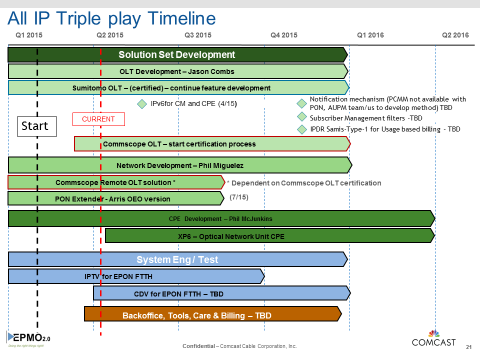 All IP Triple play Timeline
Q1 2015 Q2 2015 Q3 2015 Q4 2015 Q1 2016 Q2 2016
Solution Set Development
OLT Development – Jason Combs
Sumitomo OLT – (certified) – continue feature development
IPv6for CM and CPE (4/15)
Notification mechanism (PCMM not available with
PON, AUPM team/us to develop method) TBD
Subscriber Management filters -TBD
IPDR Samis-Type-1 for Usage based billing - TBD
CURRENT
Start
Commscope OLT – start certification process
Network Development – Phil Miguelez
Commscope Remote OLT solution *
* Dependent on Commscope OLT certification
PON Extender - Arris OEO version
(7/15)
CPE Development – Phil McJenkins
XP6 – Optical Network Unit CPE
System Eng / Test
IPTV for EPON FTTH
CDV for EPON FTTH – TBD
Backoffice, Tools, Care & Billing – TBD
EPMO2.0
Confidential – Comcast Cable Corporation, Inc.
COMCAST
21